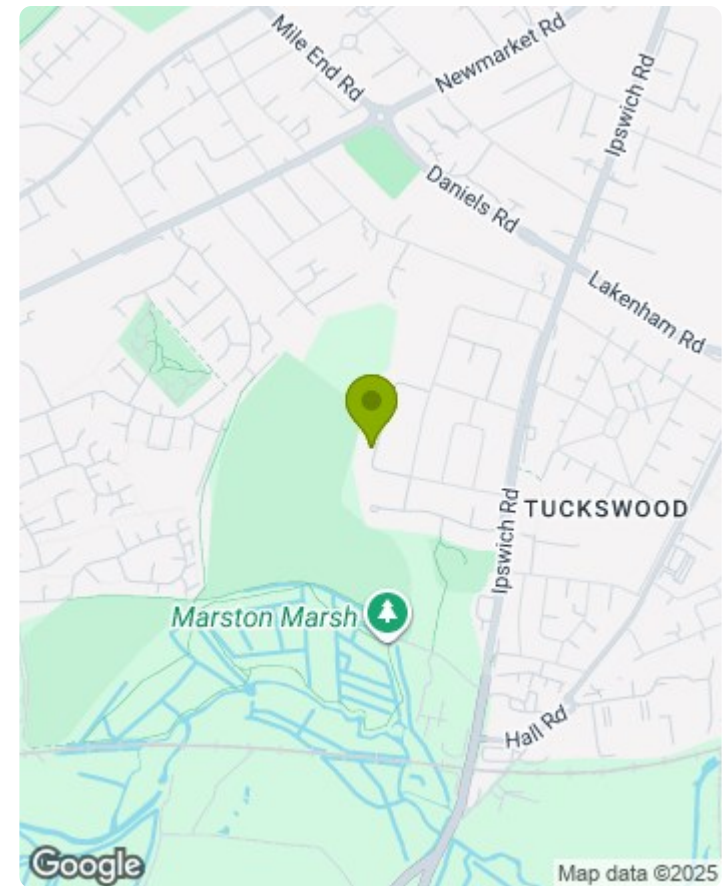 Mile End Rd
Newmarket Rd
Ipswich Rd
Daniels Rd
Lakenham Rd
TUCKSWOOD
Ipswich Rd
Marston Marsh
Hall Rd
Google
Map data ©2025